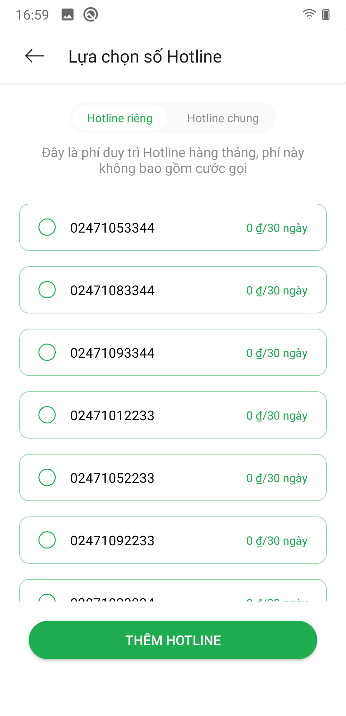 16:59
Lựa chọn số Hotline
Hotline riêng
Hotline chung
Đây là phí duy trì Hotline hàng tháng, phí này
không bao gồm cước gọi
02471053344 0 ₫/30 ngày
02471083344 0 ₫/30 ngày
02471093344 0 ₫/30 ngày
02471012233 0 ₫/30 ngày
02471052233 0 ₫/30 ngày
02471092233 0 ₫/30 ngày
THÊM HOTLINE